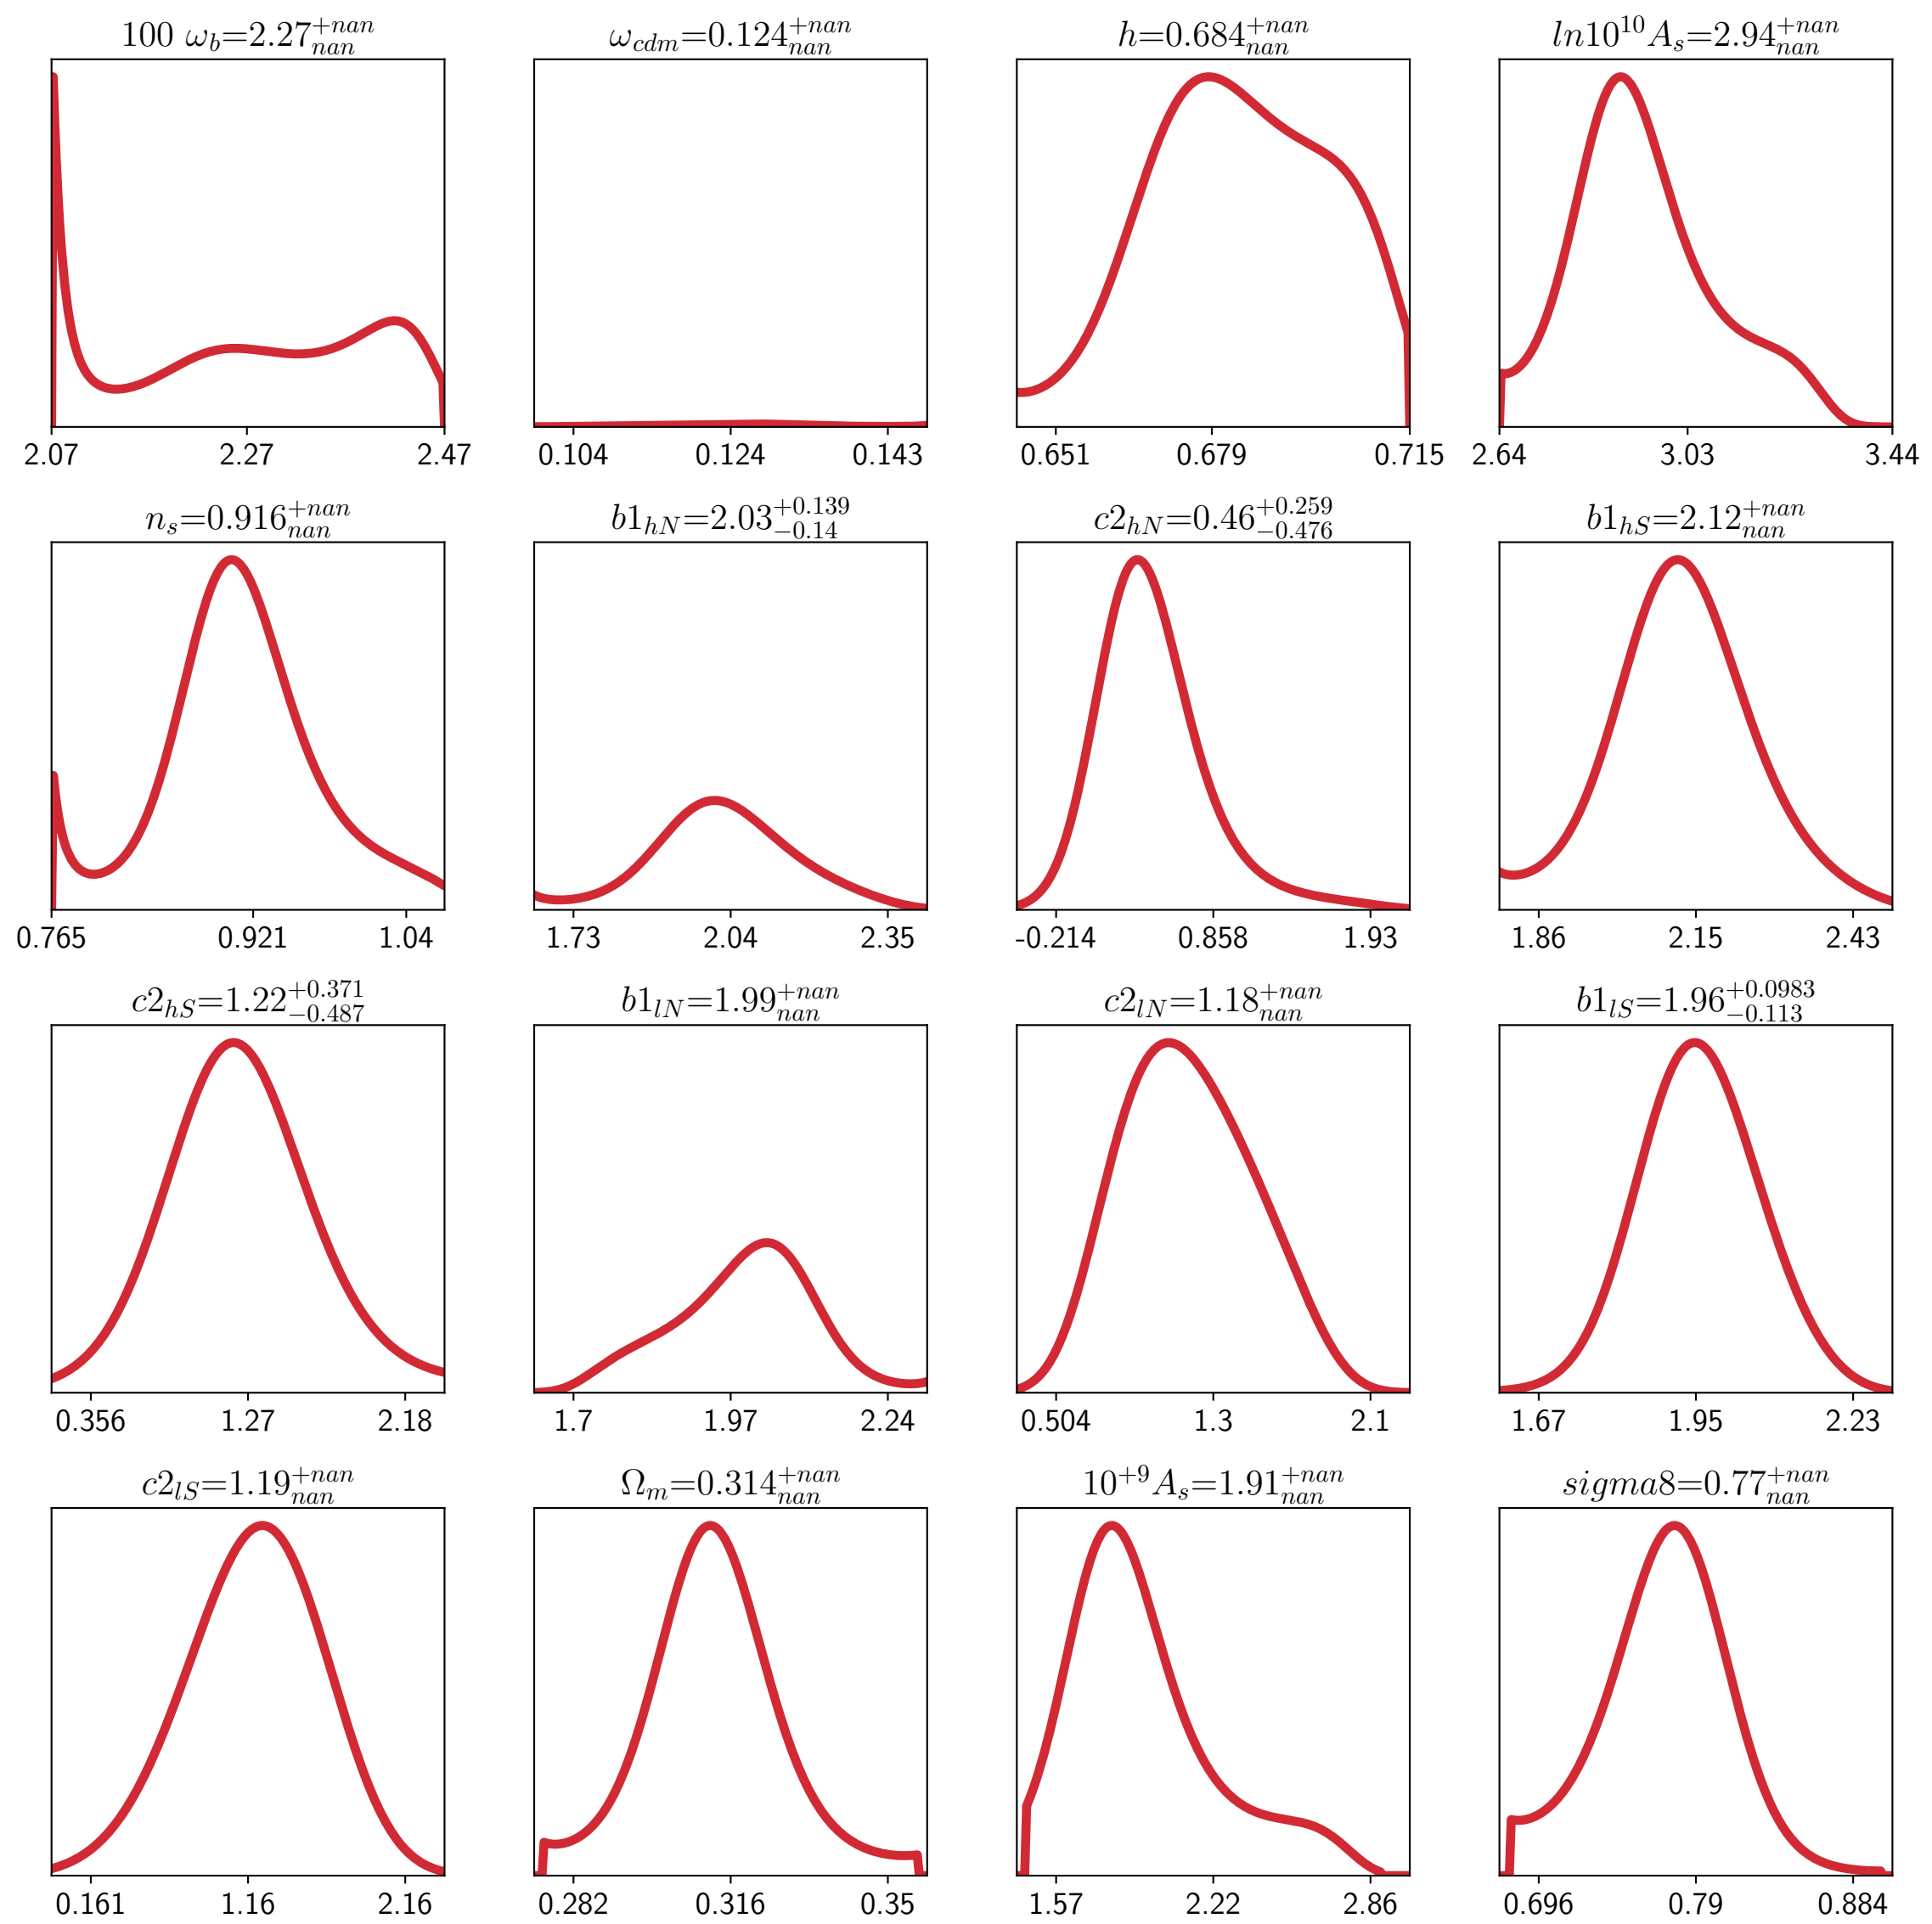 100 ω_b=2.27^{+nan}_{nan} ω_{cdm}=0.124^{+nan}_{nan} h=0.684^{+nan}_{nan} ln10^{10}A_s=2.94^{+nan}_{nan}
2.07 2.27 2.47 0.104 0.124 0.143 0.651 0.679 0.715 2.64 3.03 3.44
n_s=0.916^{+nan}_{nan} b1_{hN}=2.03^{+0.139}_{-0.14} c2_{hN}=0.46^{+0.259}_{-0.476} b1_{hS}=2.12^{+nan}_{nan}
0.765 0.921 1.04 1.73 2.04 2.35 -0.214 0.858 1.93 1.86 2.15 2.43
c2_{hS}=1.22^{+0.371}_{-0.487} b1_{lN}=1.99^{+nan}_{nan} c2_{lN}=1.18^{+nan}_{nan} b1_{lS}=1.96^{+0.0983}_{-0.113}
0.356 1.27 2.18 1.7 1.97 2.24 0.504 1.3 2.1 1.67 1.95 2.23
c2_{lS}=1.19^{+nan}_{nan} Ω_m=0.314^{+nan}_{nan} 10^{+9}A_s=1.91^{+nan}_{nan} sigma8=0.77^{+nan}_{nan}
0.161 1.16 2.16 0.282 0.316 0.35 1.57 2.22 2.86 0.696 0.79 0.884